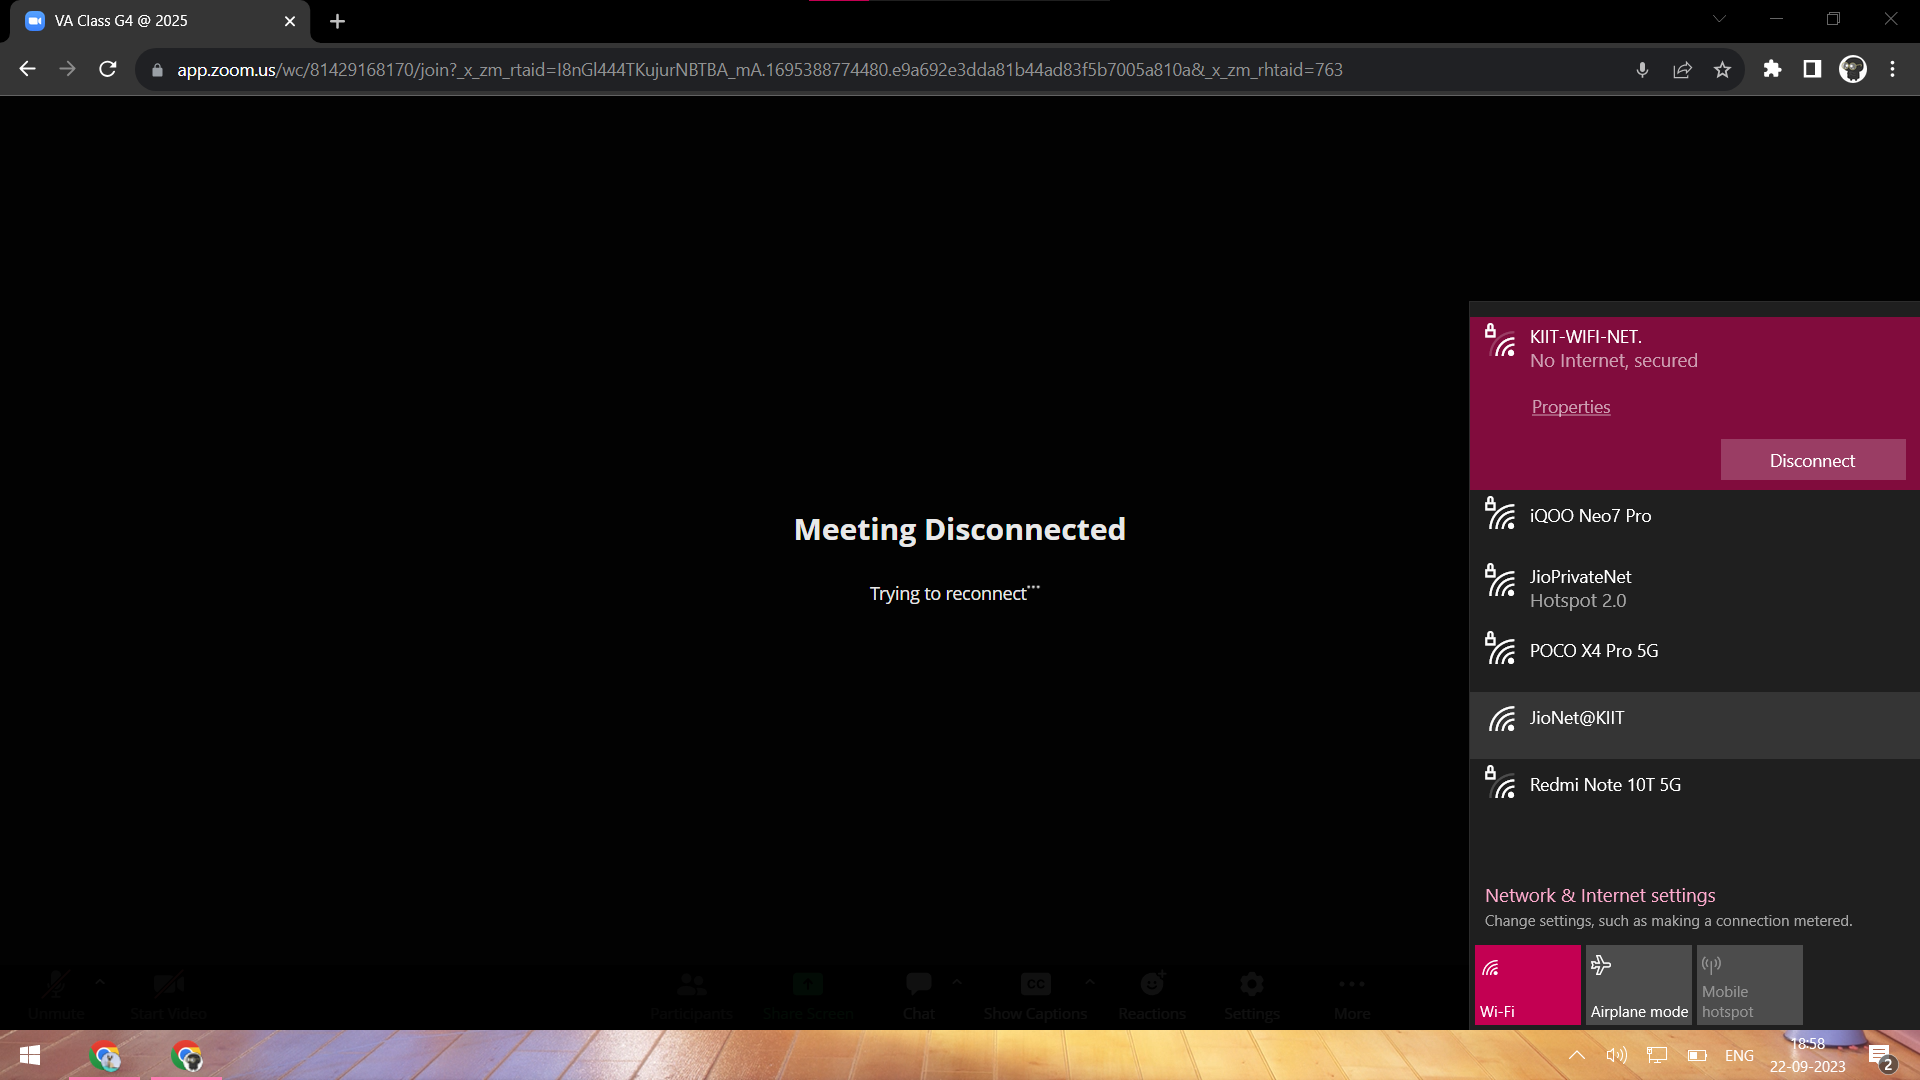 VA Class G4 @ 2025
app.zoom.us/wc/81429168170/join?_x_zm_rtaid=I8nGl444TKujurNBTBA_mA.1695388774480.e9a692e3dda81b44ad83f5b7005a810a&_x_zm_rhtaid=763
Meeting Disconnected
Trying to reconnect...
KIIT-WIFI-NET.
No Internet, secured
Properties
Disconnect
iQOO Neo7 Pro
JioPrivateNet
Hotspot 2.0
POCO X4 Pro 5G
JioNet@KIIT
Redmi Note 10T 5G
Network & Internet settings
Change settings, such as making a connection metered.
Wi-Fi
Airplane mode
Mobile
hotspot
Unmute
Start Video
Participants
Share Screen
Chat
CC
Show Captions
Reactions
Settings
More
ENG
18:58
22-09-2023
2